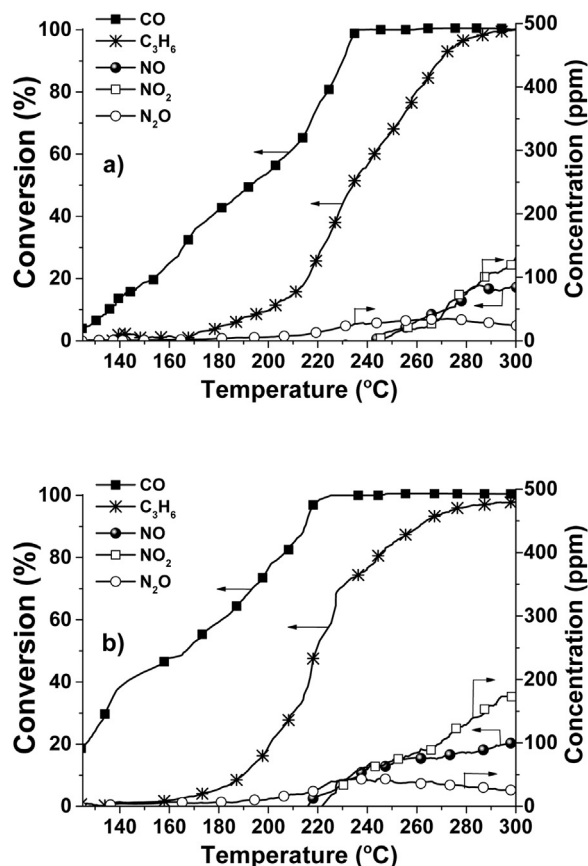 CO
C₃H₆
NO
NO₂
N₂O
a)
Conversion (%)
100
80
60
40
20
0
500
400
300
200
100
0
Concentration (ppm)
140 160 180 200 220 240 260 280 300
Temperature (°C)
CO
C₃H₆
NO
NO₂
N₂O
b)
Conversion (%)
100
80
60
40
20
0
500
400
300
200
100
0
Concentration (ppm)
140 160 180 200 220 240 260 280 300
Temperature (°C)